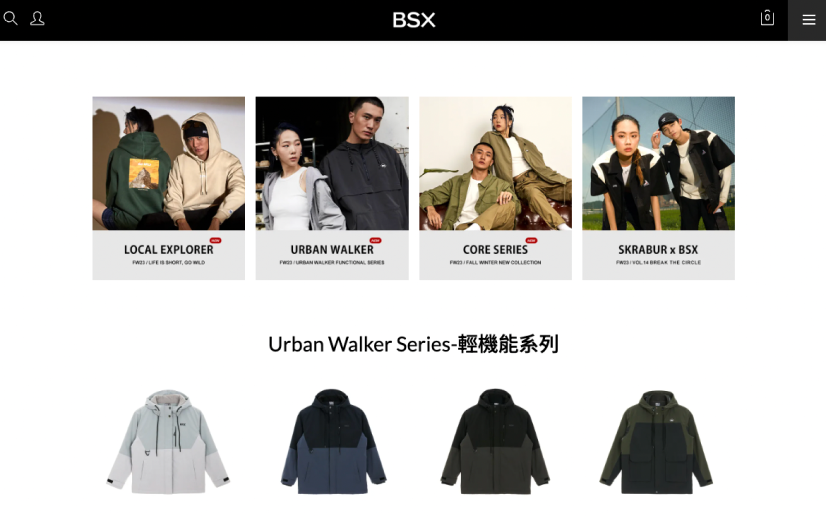 BSX
0
LOCAL EXPLORER
NEW
FW23 / LIFE IS SHORT, GO WILD
URBAN WALKER
NEW
FW23 / URBAN WALKER FUNCTIONAL SERIES
CORE SERIES
NEW
FW23 / FALL WINTER NEW COLLECTION
SKRABUR x BSX
FW23 / VOL.14 BREAK THE CIRCLE
Urban Walker Series-輕機能系列